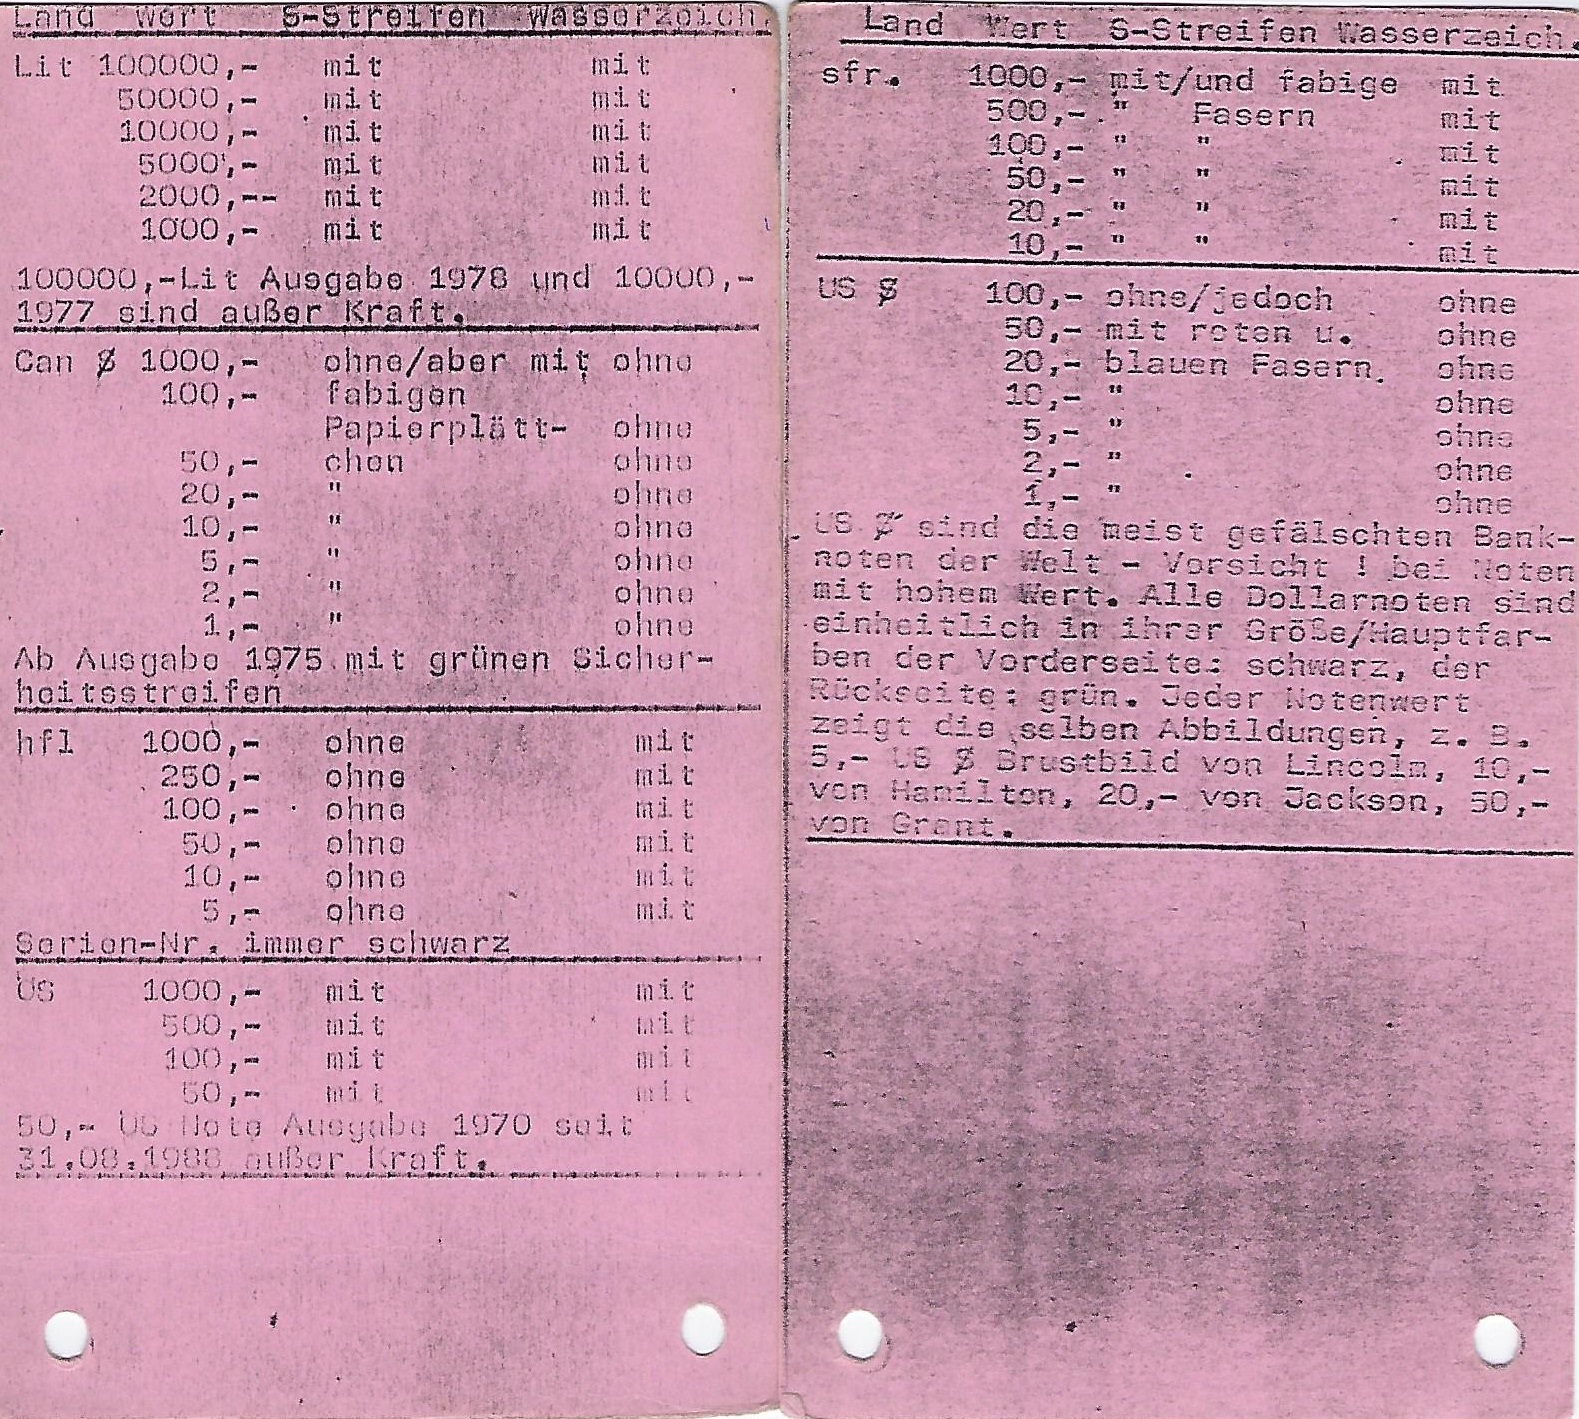 Land Wert S-Streifen Wasserzeich.
Lit 100000,- mit mit
50000,- mit mit
10000,- mit mit
5000,- mit mit
2000,-- mit mit
1000,- mit mit
100000,-Lit Ausgabe 1978 und 10000,-
1977 sind außer Kraft.
Can $ 1000,- ohne/aber mit ohne
100,- fabigen
Papierplätt- ohne
50,- chen ohne
20,- " ohne
10,- " ohne
5,- " ohne
2,- " ohne
1,- " ohne
Ab Ausgabe 1975 mit grünen Sicher-
heitsstreifen
hfl 1000,- ohne mit
250,- ohne mit
100,- ohne mit
50,- ohne mit
10,- ohne mit
5,- ohne mit
Serien-Nr. immer schwarz
ÖS 1000,- mit mit
500,- mit mit
100,- mit mit
50,- mit mit
50,- ÖS Note Ausgabe 1970 seit
31.08.1988 außer Kraft.
Land Wert S-Streifen Wasserzeich.
sfr. 1000,- mit/und fabige mit
500,- " Fasern mit
100,- " " mit
50,- " " mit
20,- " " mit
10,- " " mit
US $ 100,- ohne/jedoch ohne
50,- mit roten u. ohne
20,- blauen Fasern. ohne
10,- " ohne
5,- " ohne
2,- " ohne
1,- " ohne
US $ sind die meist gefälschten Bank-
noten der Welt - Vorsicht ! bei Noten
mit hohem Wert. Alle Dollarnoten sind
einheitlich in ihrer Größe/Hauptfar-
ben der Vorderseite: schwarz, der
Rückseite: grün. Jeder Notenwert
zeigt die selben Abbildungen, z. B.
5,- US $ Brustbild von Lincoln, 10,-
von Hamilton, 20,- von Jackson, 50,-
von Grant.